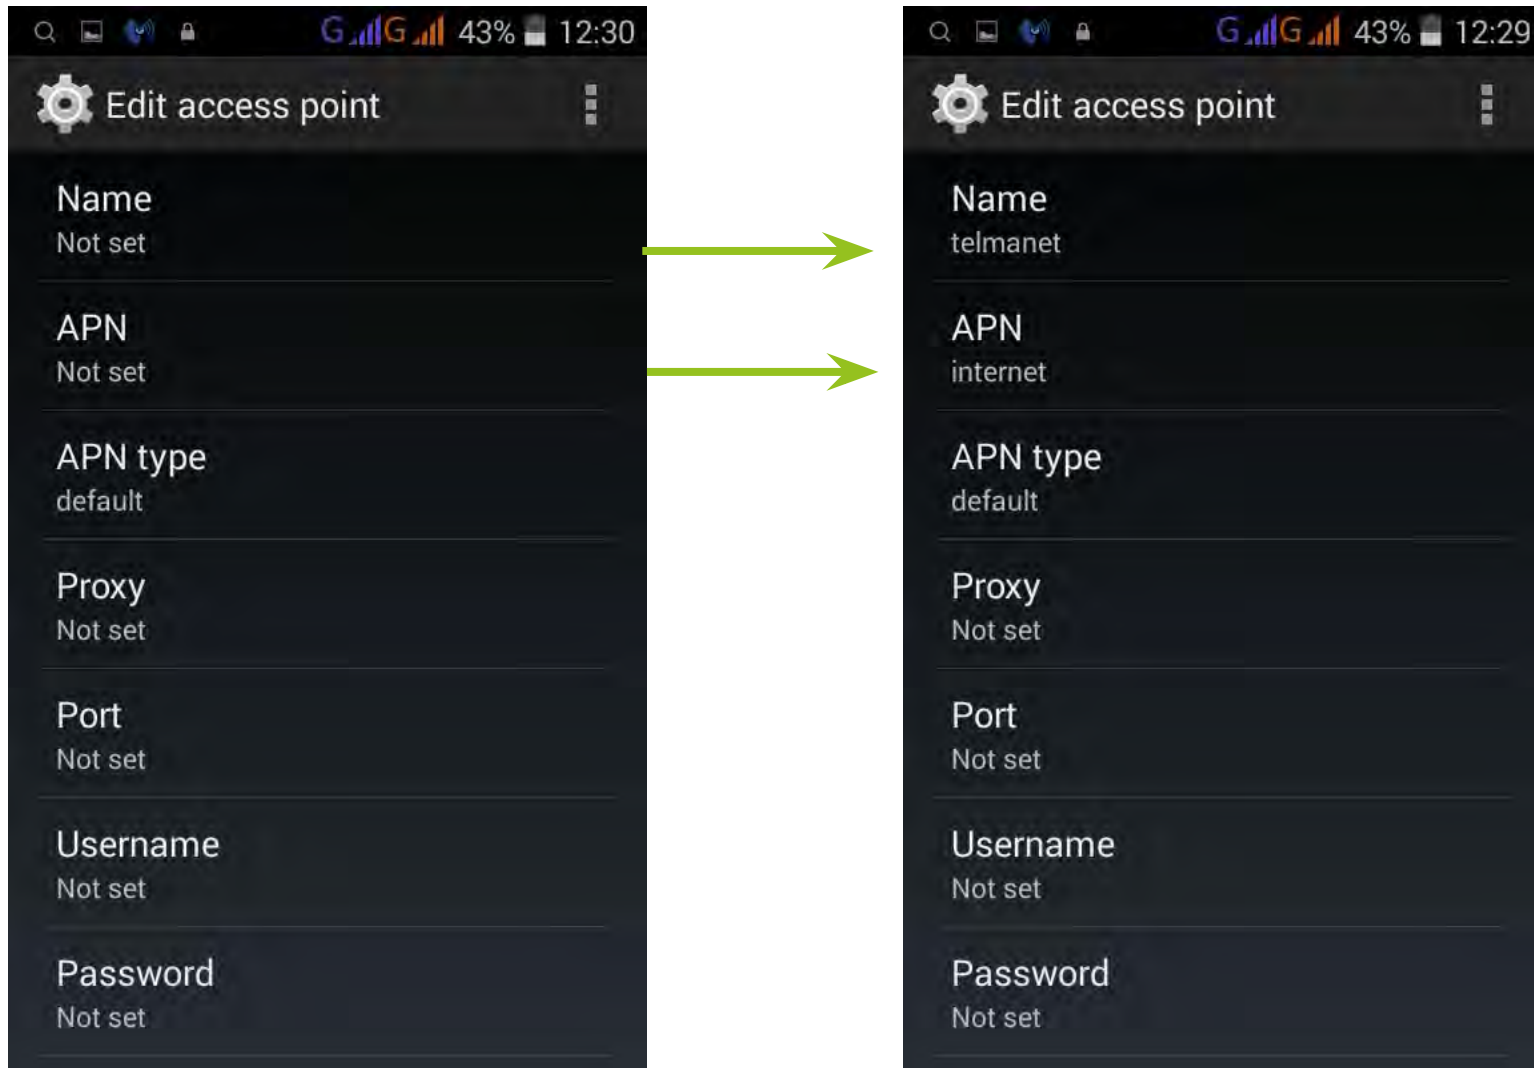 G G 43% 12:30
Edit access point
Name
Not set
APN
Not set
APN type
default
Proxy
Not set
Port
Not set
Username
Not set
Password
Not set
G G 43% 12:29
Edit access point
Name
telmanet
APN
internet
APN type
default
Proxy
Not set
Port
Not set
Username
Not set
Password
Not set